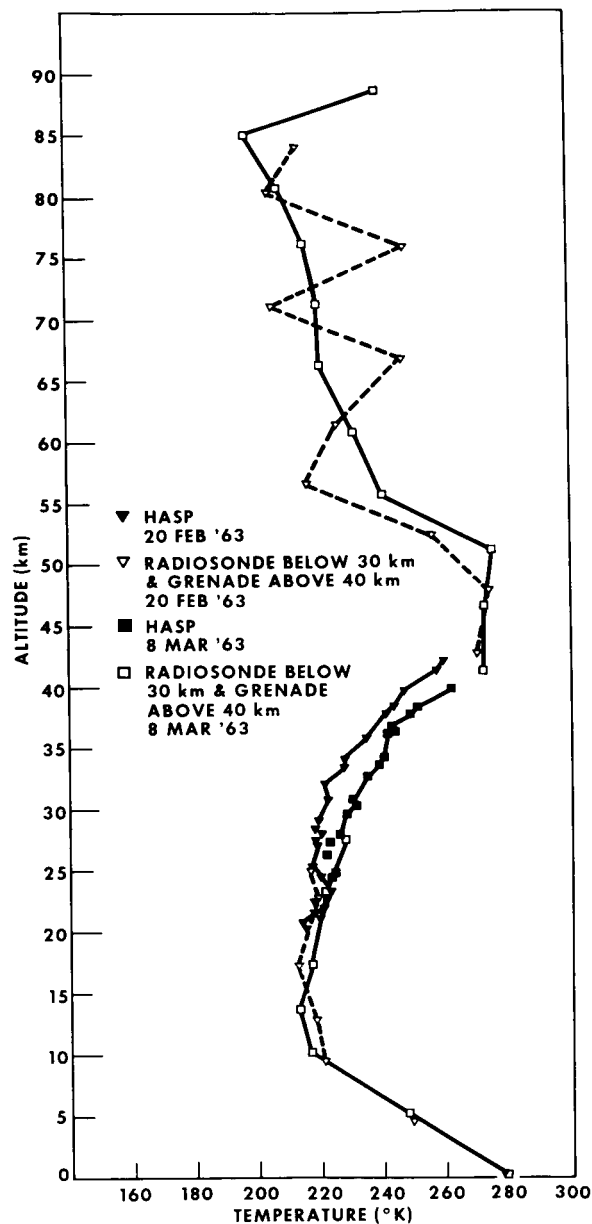 90
85
80
75
70
65
60
55
50
45
40
35
30
25
20
15
10
5
0
ALTITUDE (km)
HASP
20 FEB '63
RADIOSONDE BELOW 30 km
& GRENADE ABOVE 40 km
20 FEB '63
HASP
8 MAR '63
RADIOSONDE BELOW
30 km & GRENADE
ABOVE 40 km
8 MAR '63
160 180 200 220 240 260 280 300
TEMPERATURE (°K)